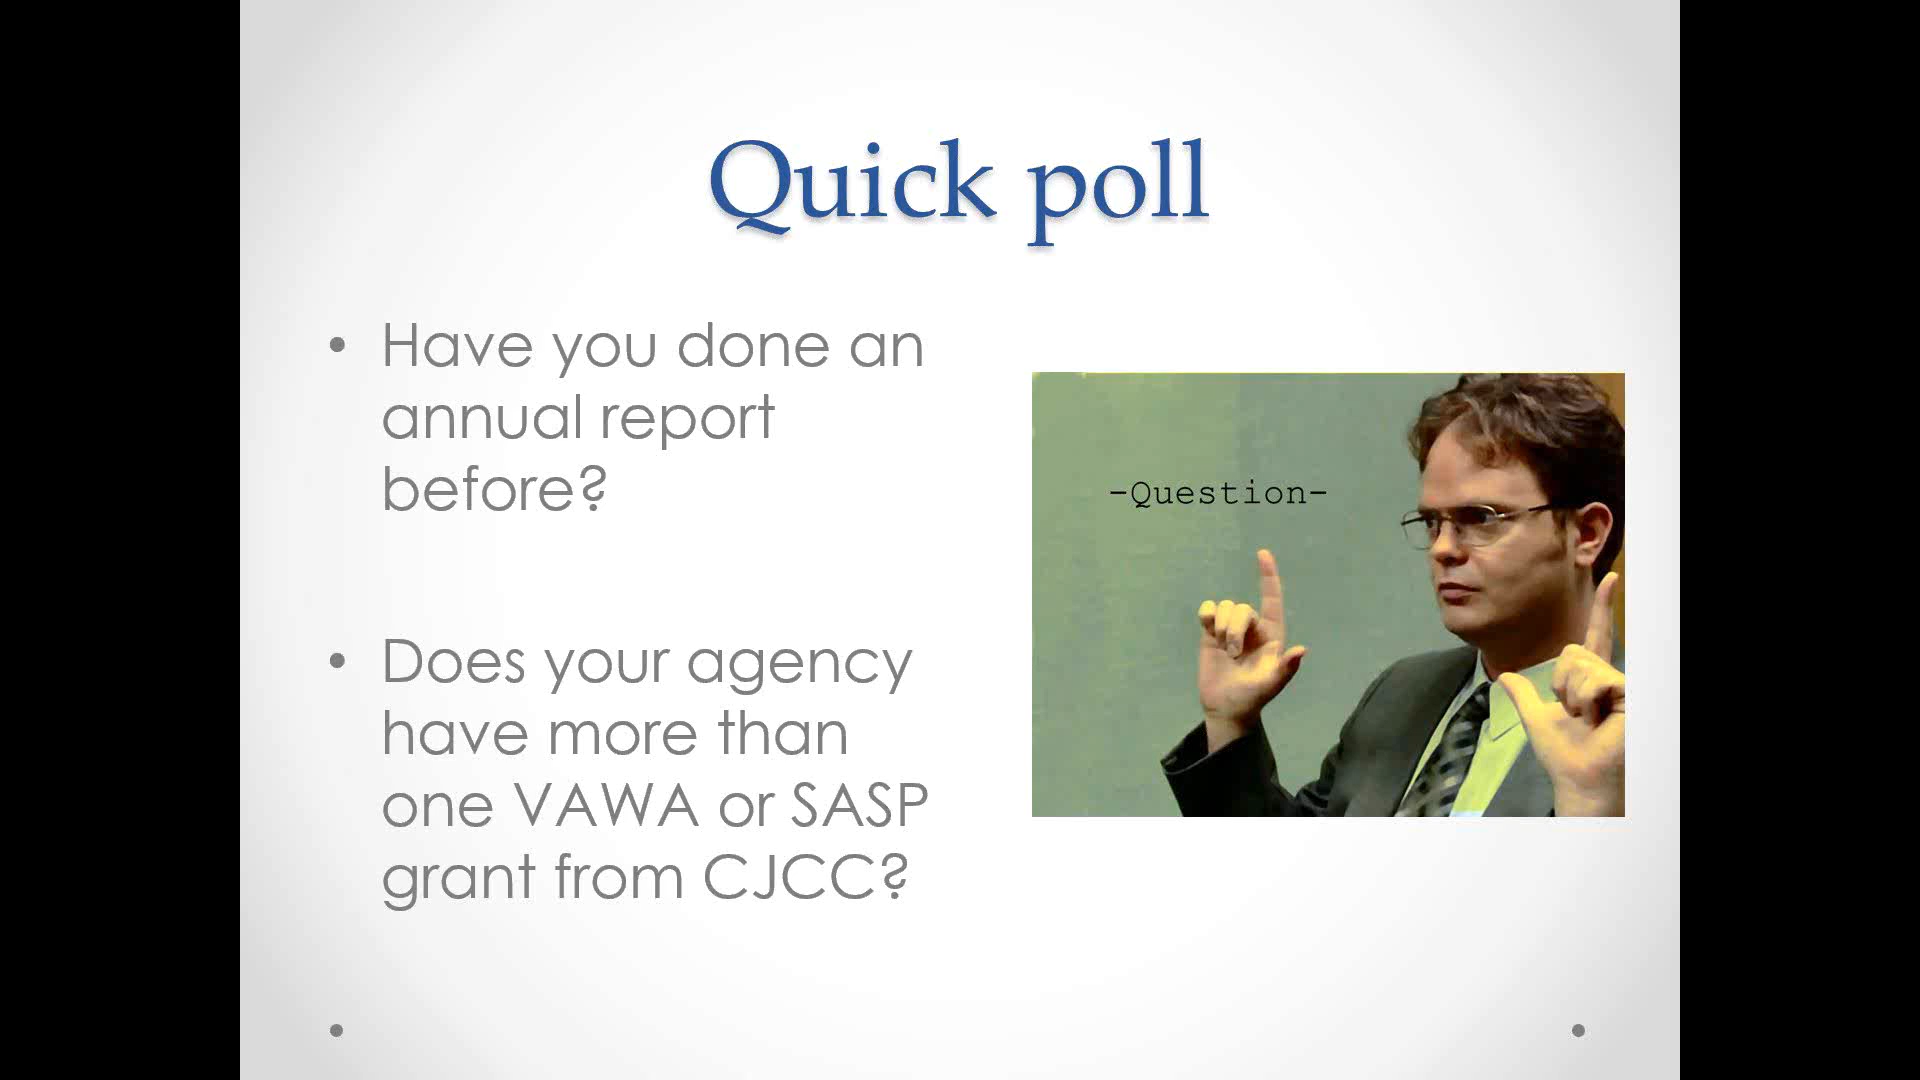 Quick poll
• Have you done an
annual report
before?
• Does your agency
have more than
one VAWA or SASP
grant from CJCC?
-Question-